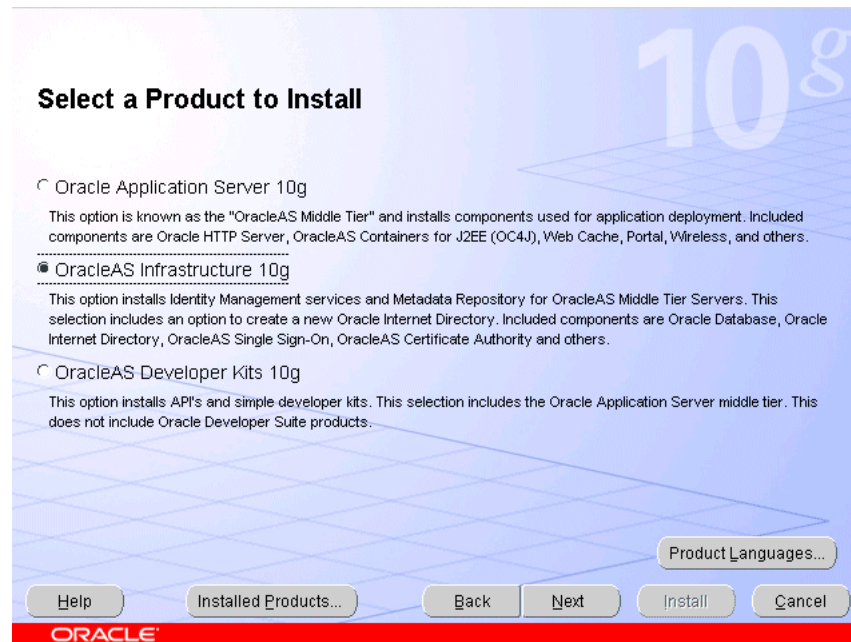 10g
Select a Product to Install
Oracle Application Server 10g
This option is known as the "OracleAS Middle Tier" and installs components used for application deployment. Included
components are Oracle HTTP Server, OracleAS Containers for J2EE (OC4J), Web Cache, Portal, Wireless, and others.
OracleAS Infrastructure 10g
This option installs Identity Management services and Metadata Repository for OracleAS Middle Tier Servers. This
selection includes an option to create a new Oracle Internet Directory. Included components are Oracle Database, Oracle
Internet Directory, OracleAS Single Sign-On, OracleAS Certificate Authority and others.
OracleAS Developer Kits 10g
This option installs API's and simple developer kits. This selection includes the Oracle Application Server middle tier. This
does not include Oracle Developer Suite products.
Product Languages...
Help Installed Products... Back Next Install Cancel
ORACLE